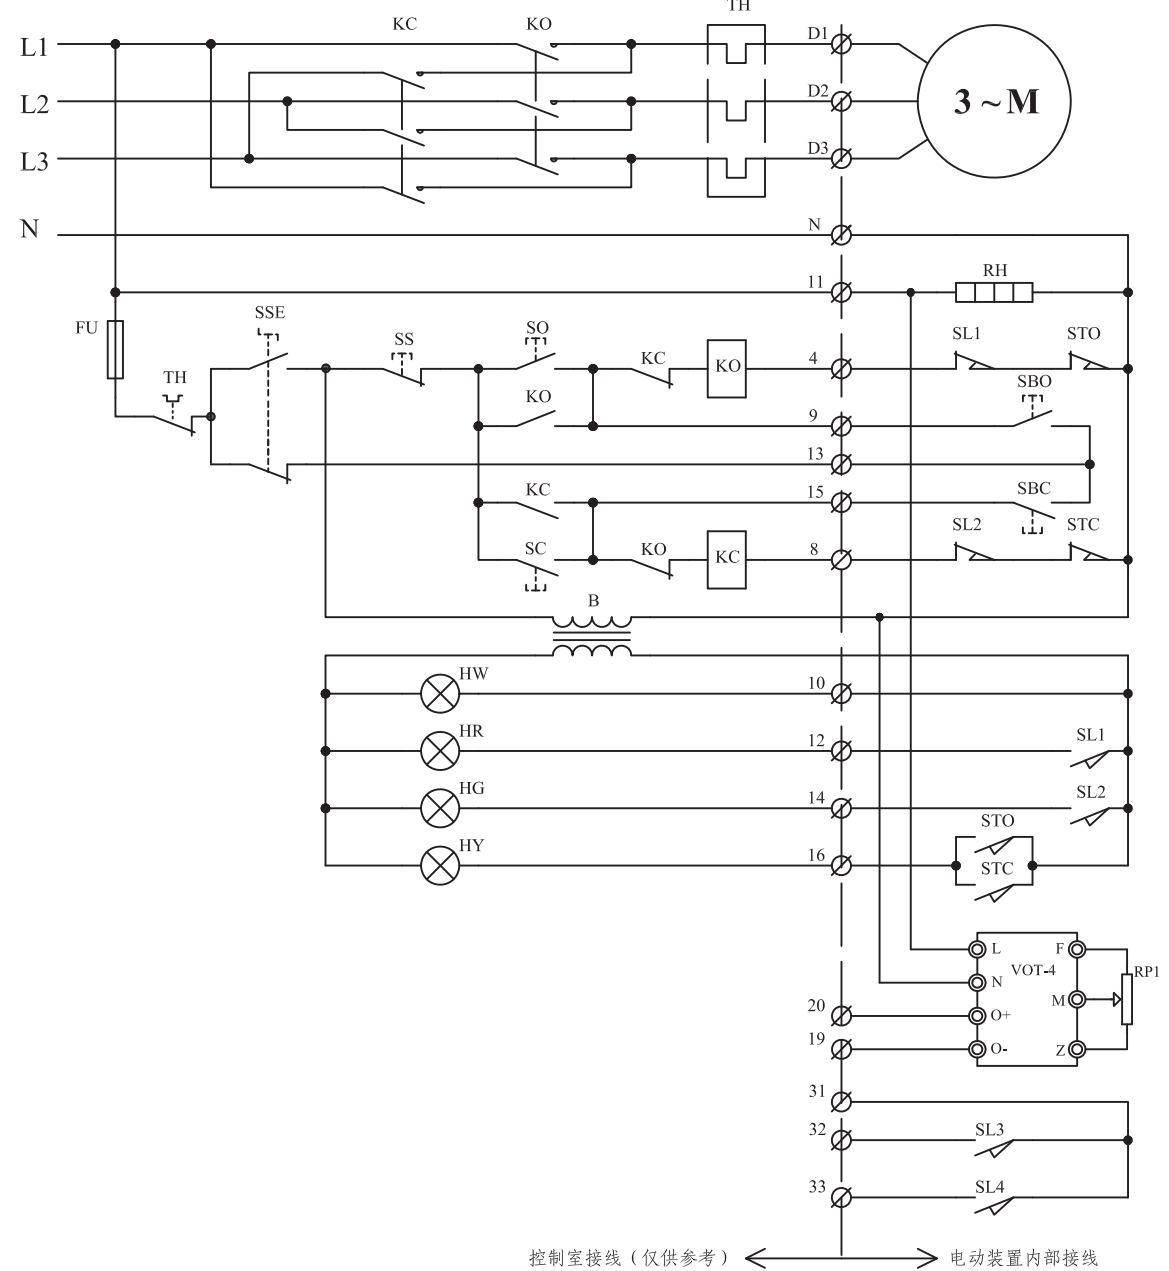 TH
KC KO D1
L1
L2 D2 3~M
L3 D3
N N
11 RH
FU SSE
SS SO KC KO 4 SL1 STO
TH
KO 9 SBO
13
KC 15 SBC
SC KO KC 8 SL2 STC
B
HW 10
HR 12 SL1
HG 14 SL2
HY 16 STO
STC
L F
VOT-4 RP1
N
M
20 O+
19 O- Z
31
32 SL3
33 SL4
控制室接线(仅供参考) 电动装置内部接线